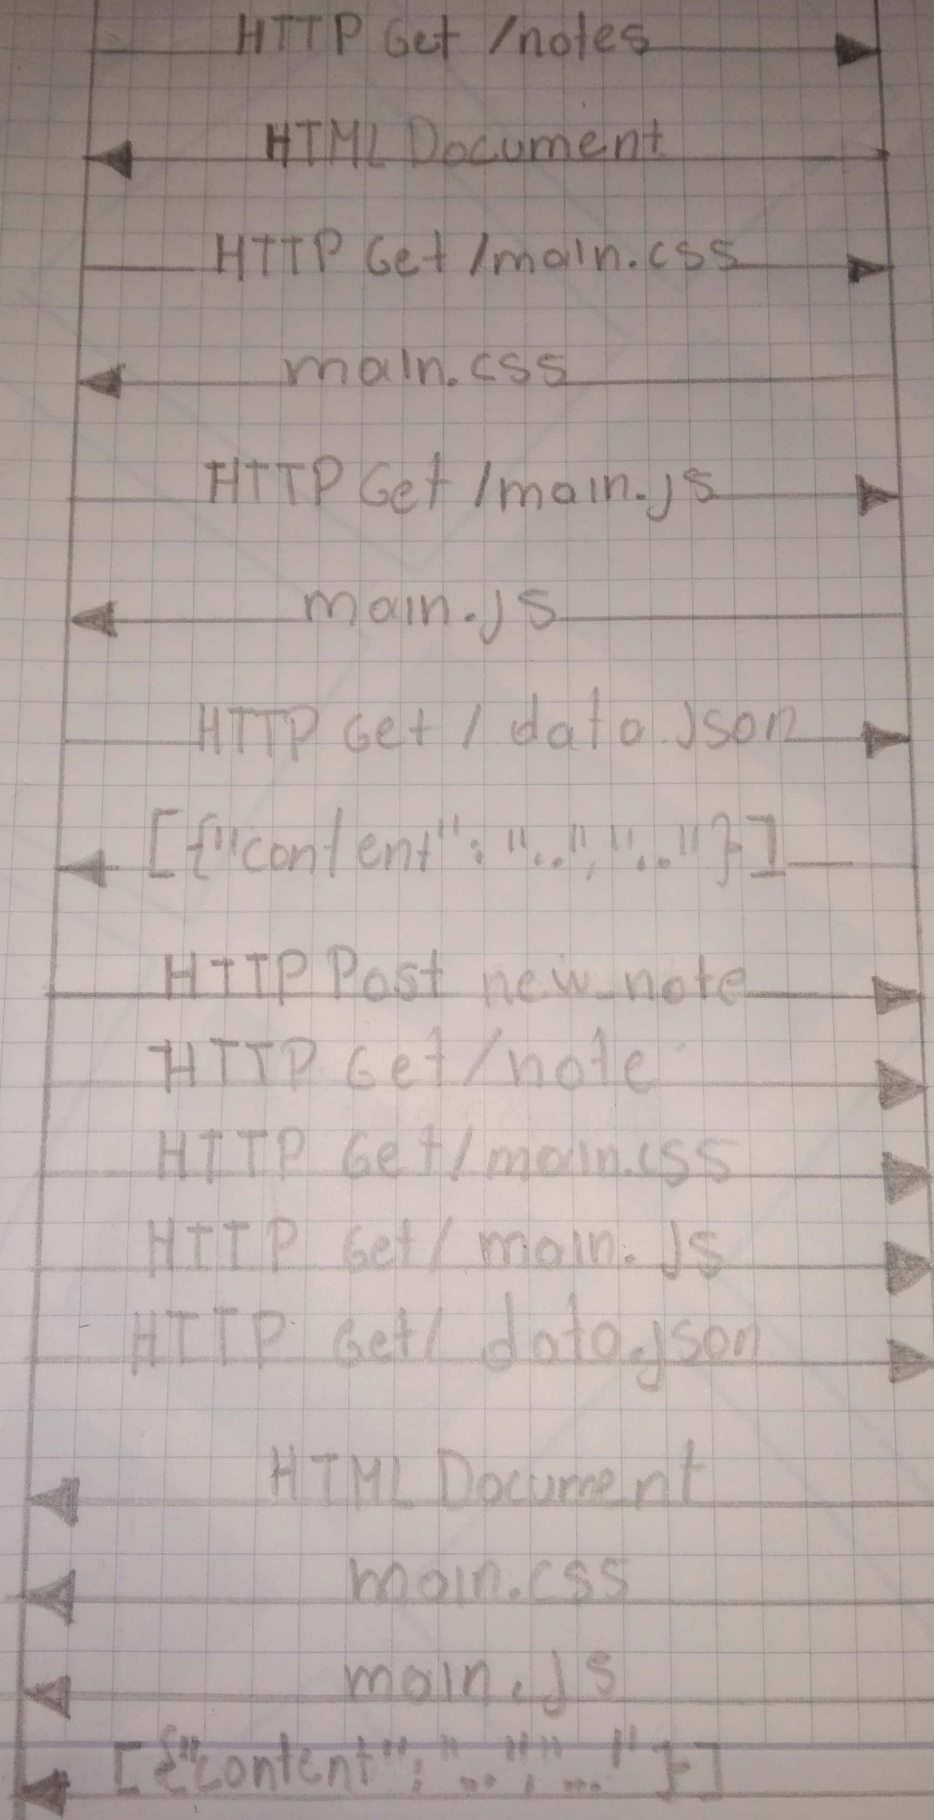 HTTP Get /notes
HTML Document
HTTP Get /main.css
main.css
HTTP Get /main.js
main.js
HTTP Get / data.json
[{"content": "..", ".."}]
HTTP Post new_note
HTTP Get /note
HTTP Get / main.css
HTTP Get / main.js
HTTP Get / data.json
HTML Document
main.css
main.js
[{"content": "..", "..."}]